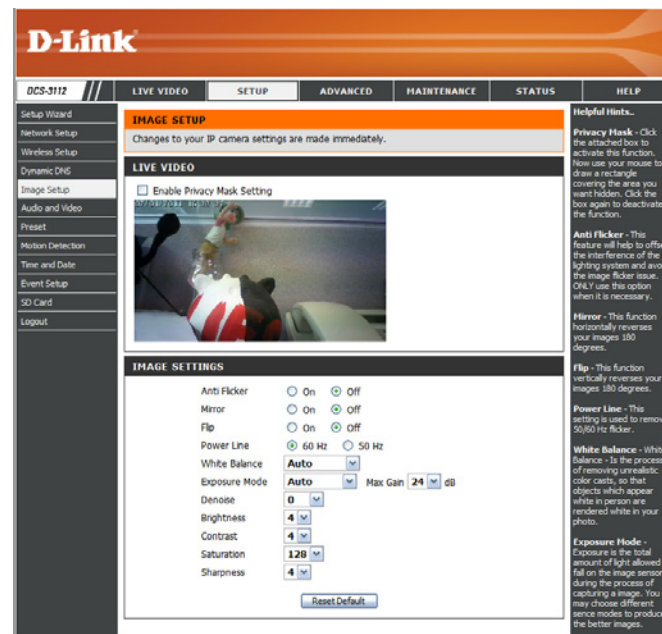 D-Link
DCS-3112
LIVE VIDEO
SETUP
ADVANCED
MAINTENANCE
STATUS
HELP
Setup Wizard
Network Setup
Wireless Setup
Dynamic DNS
Image Setup
Audio and Video
Preset
Motion Detection
Time and Date
Event Setup
SD Card
Logout
IMAGE SETUP
Changes to your IP camera settings are made immediately.
LIVE VIDEO
Enable Privacy Mask Setting
IMAGE SETTINGS
Anti Flicker On Off
Mirror On Off
Flip On Off
Power Line 60 Hz 50 Hz
White Balance Auto
Exposure Mode Auto Max Gain 24 dB
Denoise 0
Brightness 4
Contrast 4
Saturation 128
Sharpness 4
Reset Default
Helpful Hints..
Privacy Mask - Click
the attached box to
activate this function.
Now use your mouse to
draw a rectangle
covering the area you
want hidden. Click the
box again to deactivate
the function.
Anti Flicker - This
feature will help to offse
the interference of the
lighting system and avo
the image flicker issue.
ONLY use this option
when it is necessary.
Mirror - This function
horizontally reverses
your images 180
degrees.
Flip - This function
vertically reverses your
images 180 degrees.
Power Line - This
setting is used to remov
50/60 Hz flicker.
White Balance - White
Balance - Is the process
of removing unrealistic
color casts, so that
objects which appear
white in person are
rendered white in your
photo.
Exposure Mode -
Exposure is the total
amount of light allowed
fall on the image sensor
during the process of
capturing a image. You
may choose different
sence modes to produce
the better images.